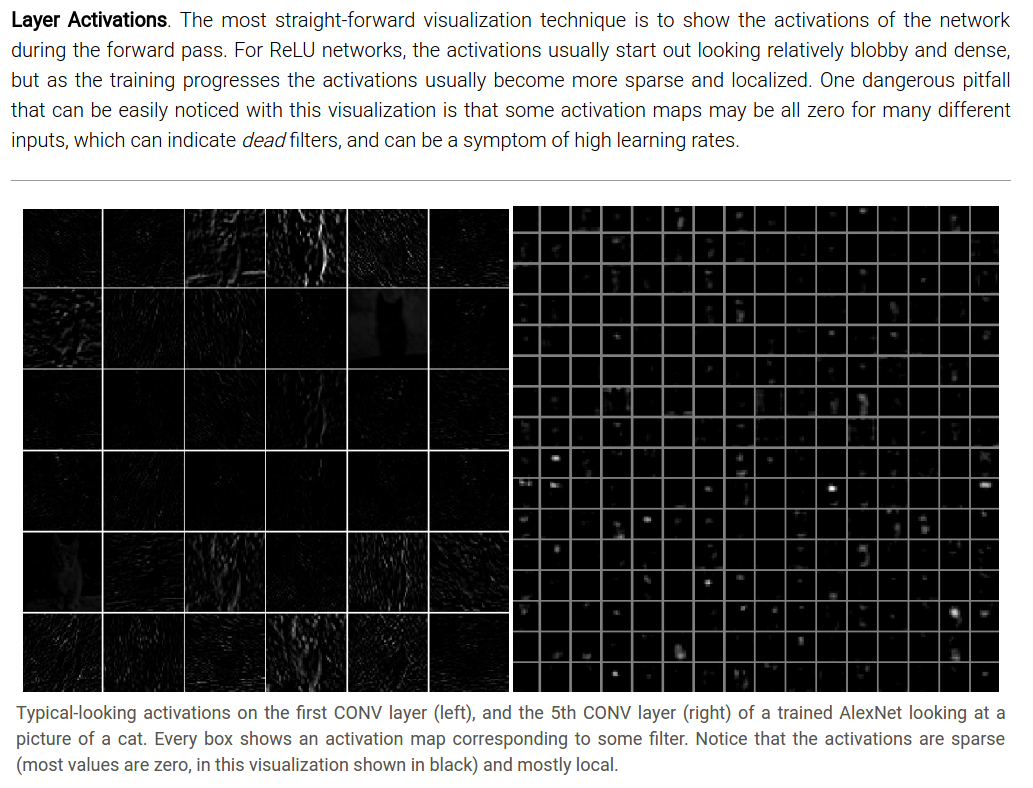 Layer Activations. The most straight-forward visualization technique is to show the activations of the network
during the forward pass. For ReLU networks, the activations usually start out looking relatively blobby and dense,
but as the training progresses the activations usually become more sparse and localized. One dangerous pitfall
that can be easily noticed with this visualization is that some activation maps may be all zero for many different
inputs, which can indicate dead filters, and can be a symptom of high learning rates.
Typical-looking activations on the first CONV layer (left), and the 5th CONV layer (right) of a trained AlexNet looking at a
picture of a cat. Every box shows an activation map corresponding to some filter. Notice that the activations are sparse
(most values are zero, in this visualization shown in black) and mostly local.